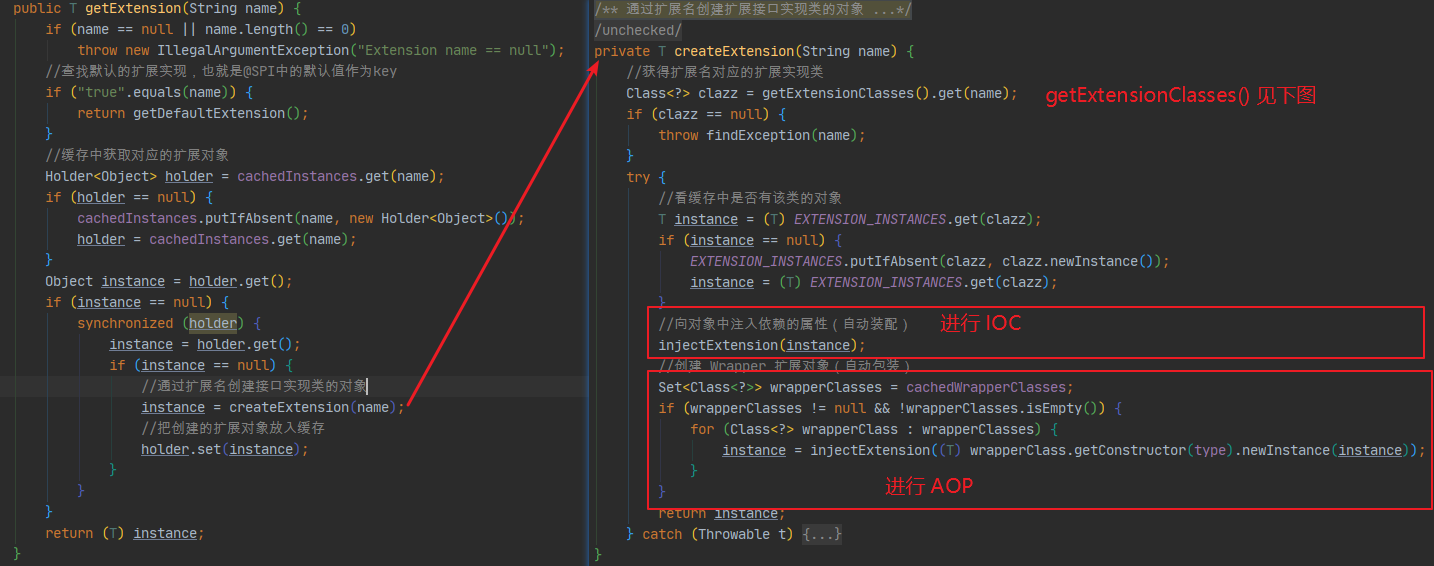 public T getExtension(String name) {
if (name == null || name.length() == 0)
throw new IllegalArgumentException("Extension name == null");
//查找默认的扩展实现，也就是@SPI中的默认值作为key
if ("true".equals(name)) {
return getDefaultExtension();
}
//缓存中获取对应的扩展对象
Holder<Object> holder = cachedInstances.get(name);
if (holder == null) {
cachedInstances.putIfAbsent(name, new Holder<Object>());
holder = cachedInstances.get(name);
}
Object instance = holder.get();
if (instance == null) {
synchronized (holder) {
instance = holder.get();
if (instance == null) {
//通过扩展名创建接口实现类的对象
instance = createExtension(name);
//把创建的扩展对象放入缓存
holder.set(instance);
}
}
}
return (T) instance;
}
/** 通过扩展名创建扩展接口实现类的对象 ...*/
/unchecked/
private T createExtension(String name) {
//获得扩展名对应的扩展实现类
Class<?> clazz = getExtensionClasses().get(name);
getExtensionClasses() 见下图
if (clazz == null) {
throw findException(name);
}
try {
//看缓存中是否有该类的对象
T instance = (T) EXTENSION_INSTANCES.get(clazz);
if (instance == null) {
EXTENSION_INSTANCES.putIfAbsent(clazz, clazz.newInstance());
instance = (T) EXTENSION_INSTANCES.get(clazz);
}
//向对象中注入依赖的属性（自动装配）
进行 IOC
injectExtension(instance);
//创建 Wrapper 扩展对象（自动包装）
Set<Class<?>> wrapperClasses = cachedWrapperClasses;
if (wrapperClasses != null && !wrapperClasses.isEmpty()) {
for (Class<?> wrapperClass : wrapperClasses) {
instance = injectExtension((T) wrapperClass.getConstructor(type).newInstance(instance));
}
进行 AOP
}
return instance;
} catch (Throwable t) {...}
}